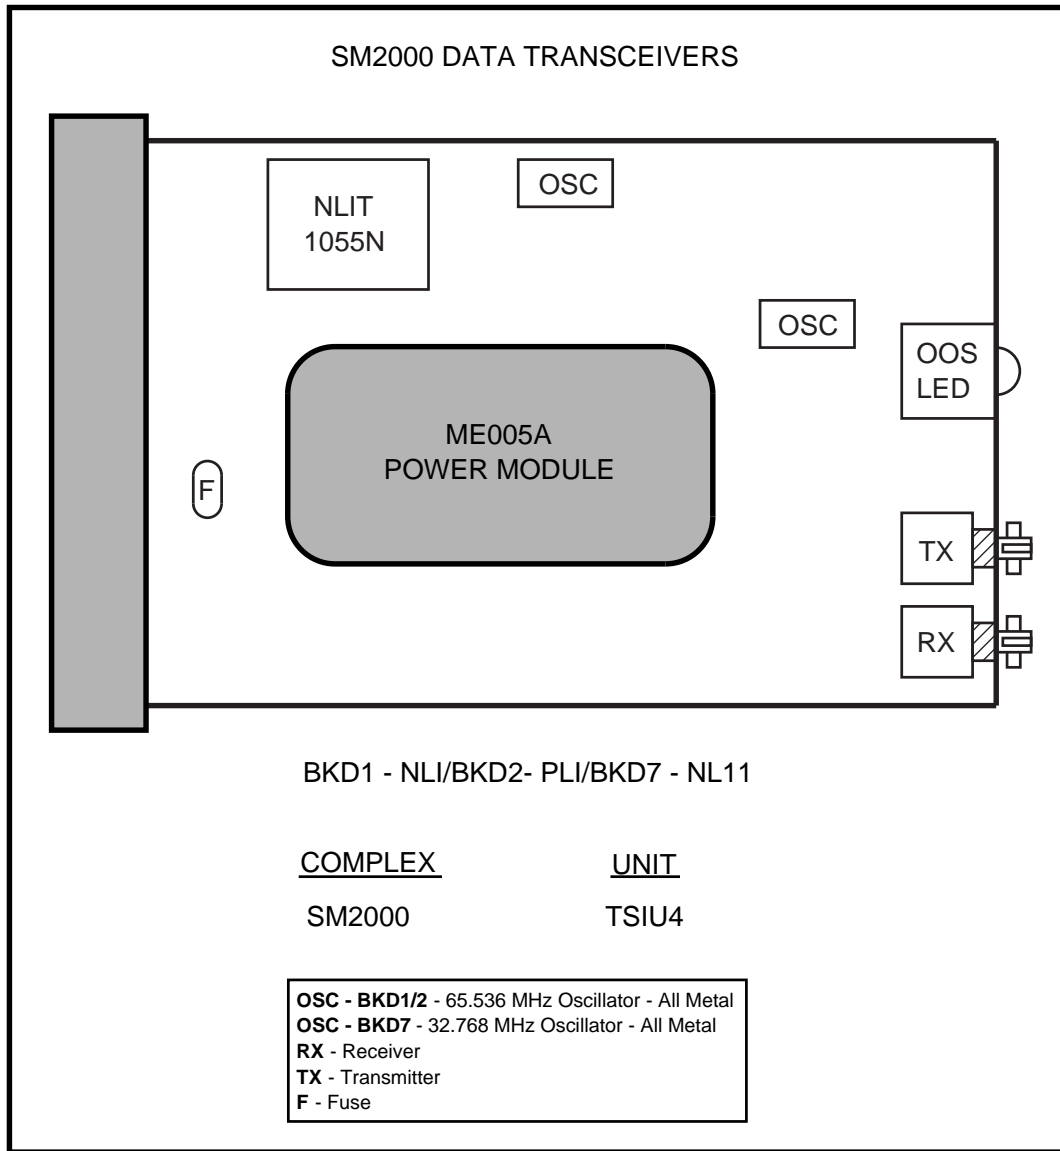 SM2000 DATA TRANSCEIVERS
NLIT
1055N
OSC
OSC
OOS
LED
ME005A
POWER MODULE
F
TX
RX
BKD1 - NLI/BKD2- PLI/BKD7 - NL11
COMPLEX UNIT
SM2000 TSIU4
OSC - BKD1/2 - 65.536 MHz Oscillator - All Metal
OSC - BKD7 - 32.768 MHz Oscillator - All Metal
RX - Receiver
TX - Transmitter
F - Fuse